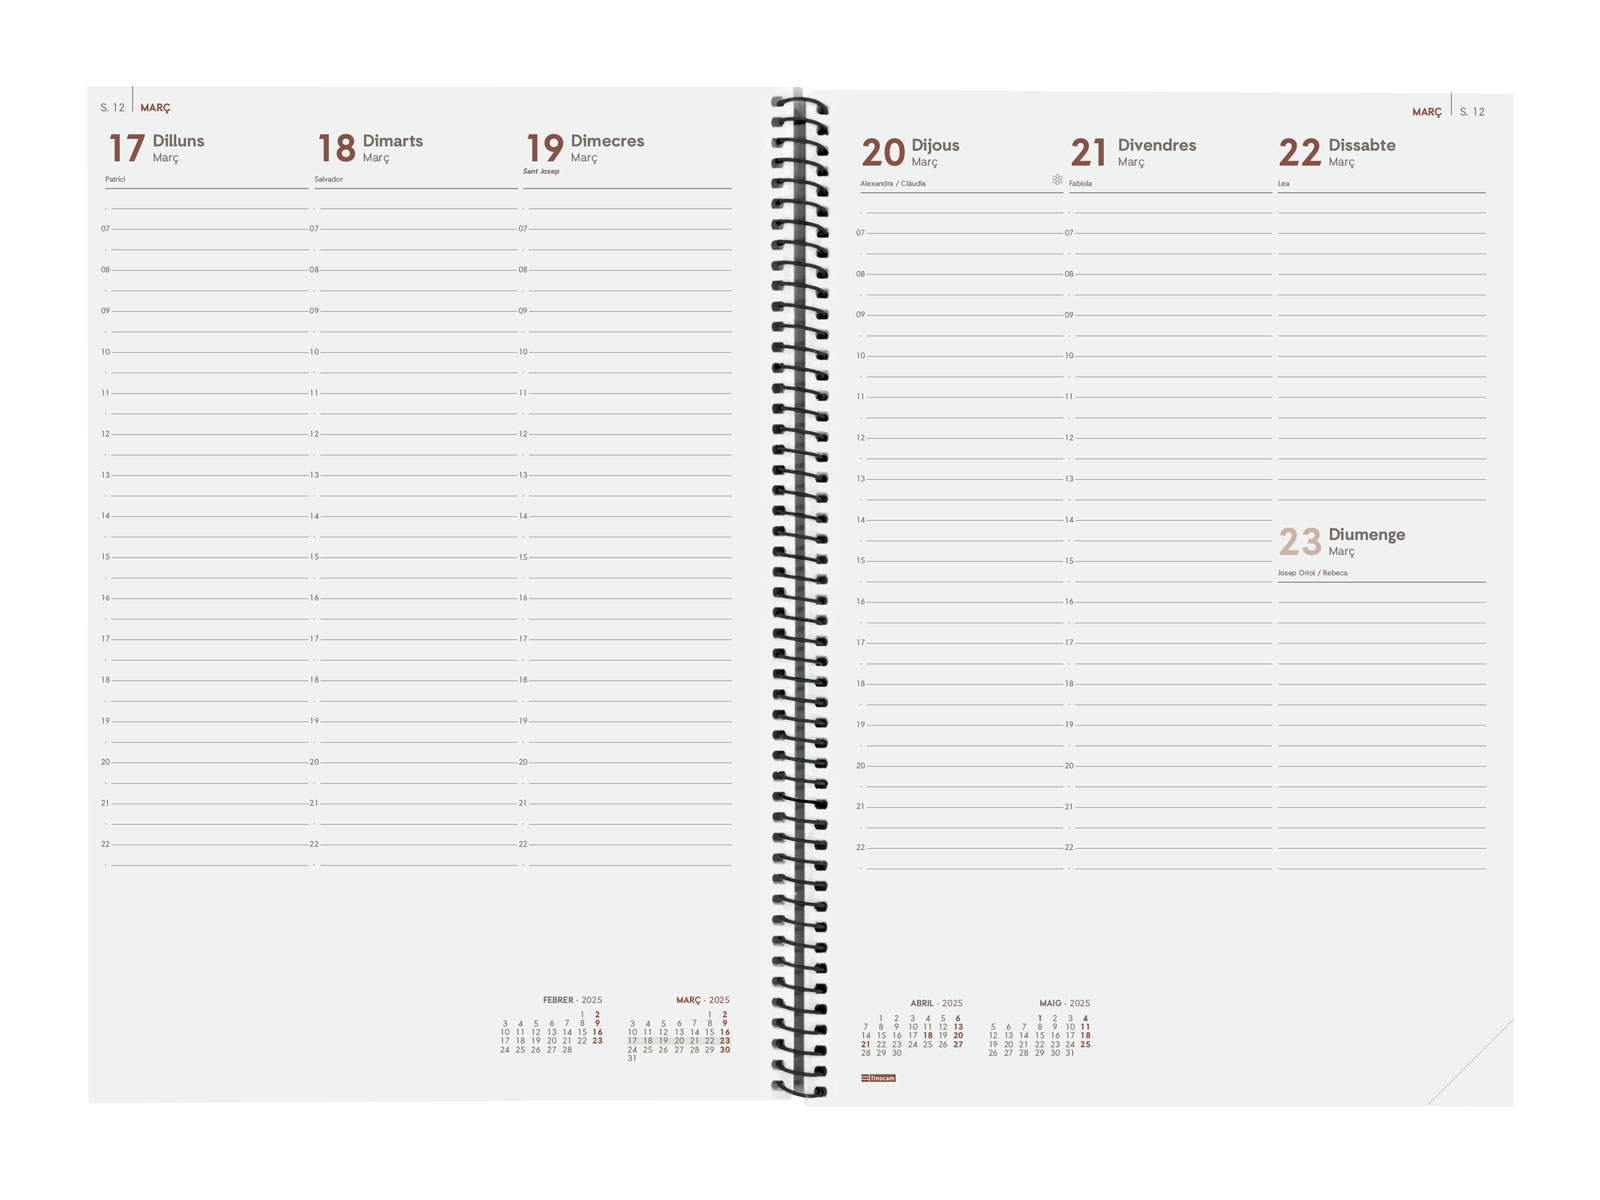 S. 12 MARÇ
17 Dilluns
Març
Patrici
18 Dimarts
Març
Salvador
19 Dimecres
Març
Sant Josep
07 07 07
08 08 08
09 09 09
10 10 10
11 11 11
12 12 12
13 13 13
14 14 14
15 15 15
16 16 16
17 17 17
18 18 18
19 19 19
20 20 20
21 21 21
22 22 22
FEBRER · 2025
1 2
3 4 5 6 7 8 9
10 11 12 13 14 15 16
17 18 19 20 21 22 23
24 25 26 27 28
MARÇ · 2025
1 2
3 4 5 6 7 8 9
10 11 12 13 14 15 16
17 18 19 20 21 22 23
24 25 26 27 28 29 30
31
MARÇ S. 12
20 Dijous
Març
Alexandra / Clàudia
21 Divendres
Març
Fabiola
22 Dissabte
Març
Lea
07 07
08 08
09 09
10 10
11 11
12 12
13 13
14 14
15 15
16 16
17 17
18 18
19 19
20 20
21 21
22 22
23 Diumenge
Març
Josep Oriol / Rebeca
ABRIL · 2025
1 2 3 4 5 6
7 8 9 10 11 12 13
14 15 16 17 18 19 20
21 22 23 24 25 26 27
28 29 30
MAIG · 2025
1 2 3 4
5 6 7 8 9 10 11
12 13 14 15 16 17 18
19 20 21 22 23 24 25
26 27 28 29 30 31
finocam